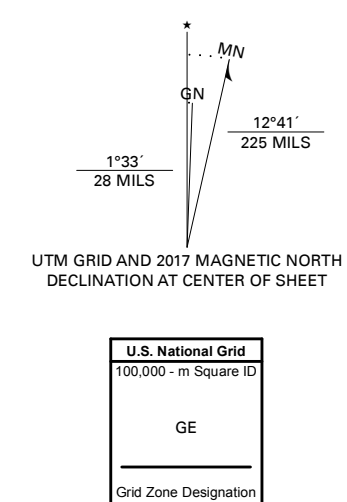 ★
MN
GN
12°41´
225 MILS
1°33´
28 MILS
UTM GRID AND 2017 MAGNETIC NORTH
DECLINATION AT CENTER OF SHEET
U.S. National Grid
100,000 - m Square ID
GE
Grid Zone Designation